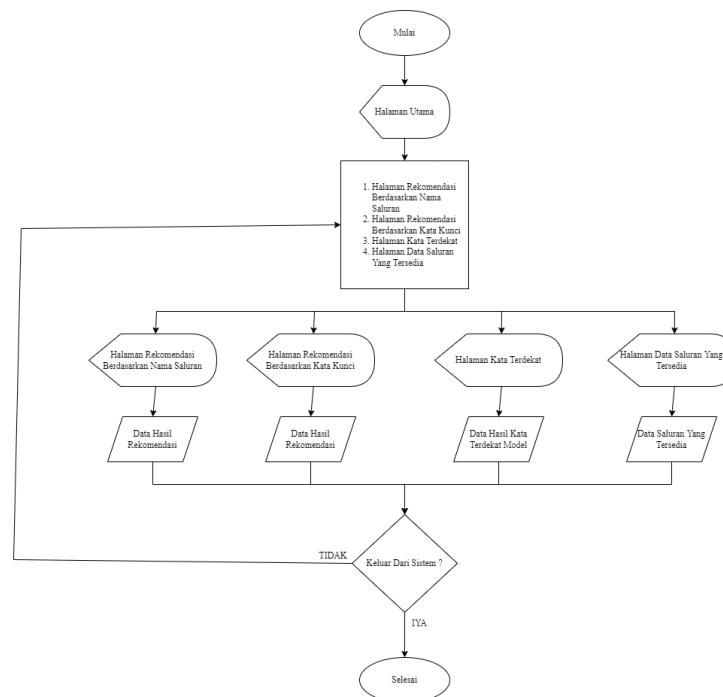 Mulai
Halaman Utama
1. Halaman Rekomendasi
Berdasarkan Nama
Saluran
2. Halaman Rekomendasi
Berdasarkan Kata Kunci
3. Halaman Kata Terdekat
4. Halaman Data Saluran
Yang Tersedia
Halaman Rekomendasi
Berdasarkan Nama Saluran
Halaman Rekomendasi
Berdasarkan Kata Kunci
Halaman Kata Terdekat
Halaman Data Saluran Yang
Tersedia
Data Hasil
Rekomendasi
Data Hasil
Rekomendasi
Data Hasil Kata
Terdekat Model
Data Saluran Yang
Tersedia
TIDAK
Keluar Dari Sistem ?
IYA
Selesai